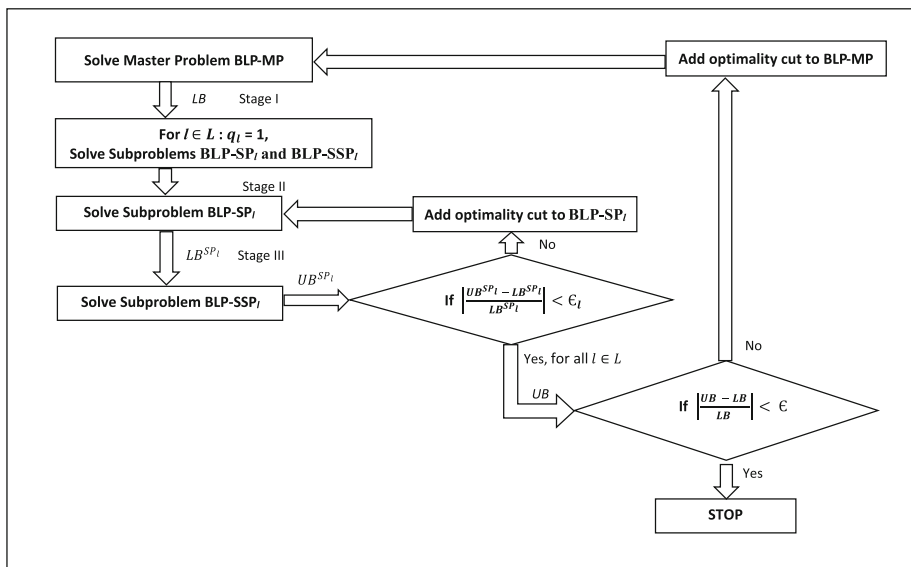 Solve Master Problem BLP-MP
Add optimality cut to BLP-MP
LB Stage I
For l ∈ L : q_l = 1,
Solve Subproblems BLP-SP_l and BLP-SSP_l
Stage II
Solve Subproblem BLP-SP_l
Add optimality cut to BLP-SP_l
LB^{SP_l} Stage III
No
UB^{SP_l}
Solve Subproblem BLP-SSP_l
If |(UB^{SP_l} − LB^{SP_l}) / LB^{SP_l}| < Є_l
Yes, for all l ∈ L
No
UB
If |(UB − LB) / LB| < Є
Yes
STOP